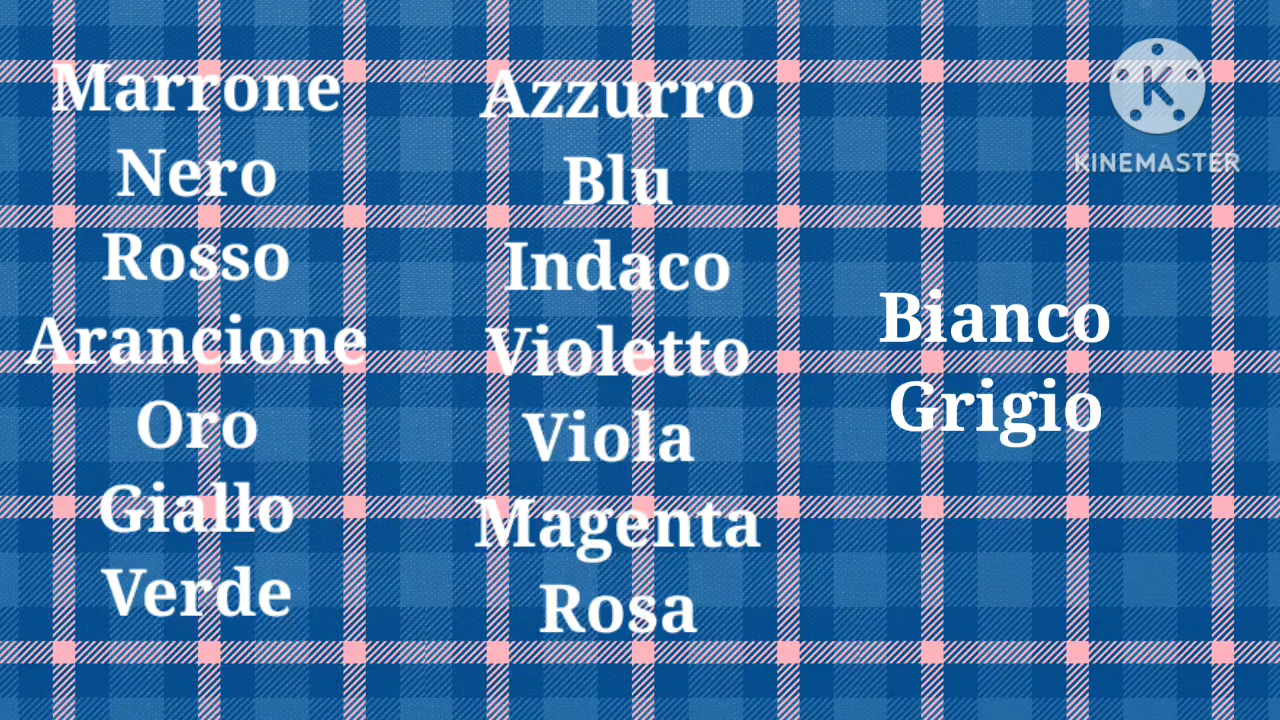 Marrone
Nero
Rosso
Arancione
Oro
Giallo
Verde
Azzurro
Blu
Indaco
Violetto
Viola
Magenta
Rosa
Bianco
Grigio
K
KINEMASTER